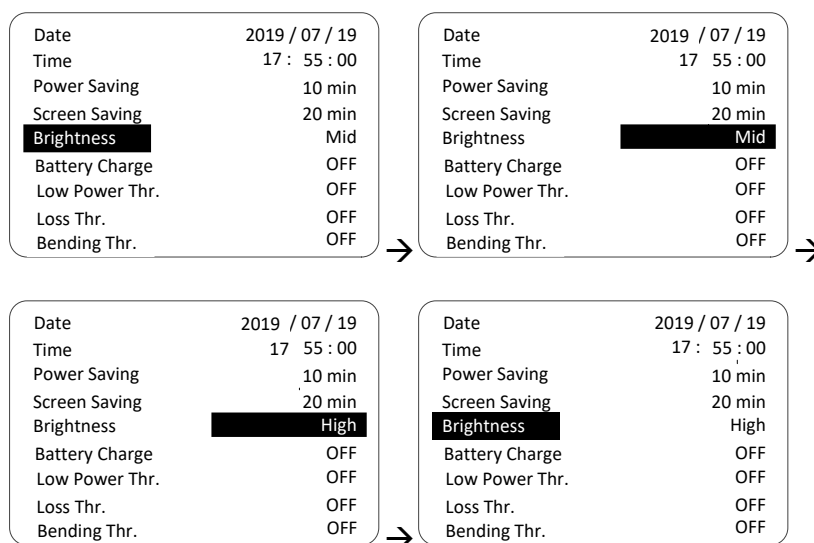 Date 2019 / 07 / 19
Time 17 : 55 : 00
Power Saving 10 min
Screen Saving 20 min
Brightness Mid
Battery Charge OFF
Low Power Thr. OFF
Loss Thr. OFF
Bending Thr. OFF
→
Date 2019 / 07 / 19
Time 17 55 : 00
Power Saving 10 min
Screen Saving 20 min
Brightness Mid
Battery Charge OFF
Low Power Thr. OFF
Loss Thr. OFF
Bending Thr. OFF
→
Date 2019 / 07 / 19
Time 17 55 : 00
Power Saving 10 min
Screen Saving 20 min
Brightness High
Battery Charge OFF
Low Power Thr. OFF
Loss Thr. OFF
Bending Thr. OFF
→
Date 2019 / 07 / 19
Time 17 : 55 : 00
Power Saving 10 min
Screen Saving 20 min
Brightness High
Battery Charge OFF
Low Power Thr. OFF
Loss Thr. OFF
Bending Thr. OFF